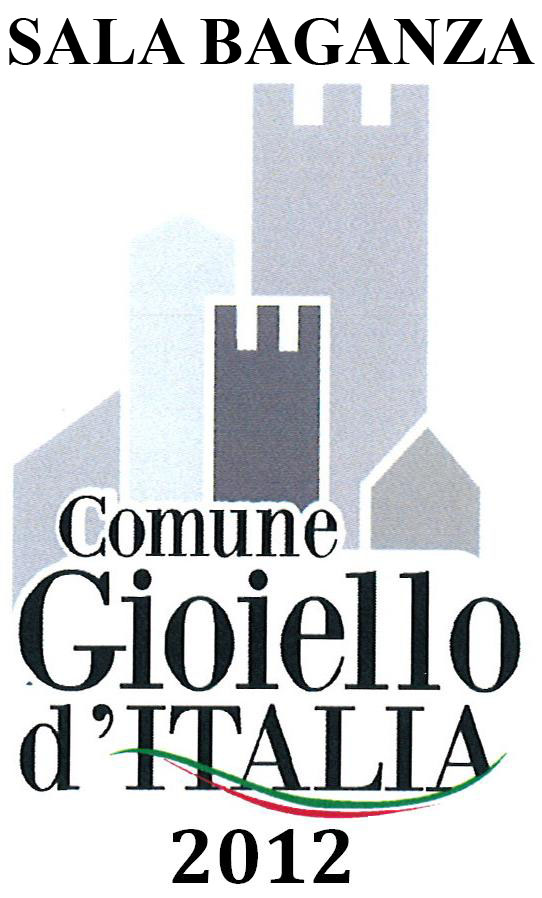 SALA BAGANZA
Comune
Gioiello
d'ITALIA
2012